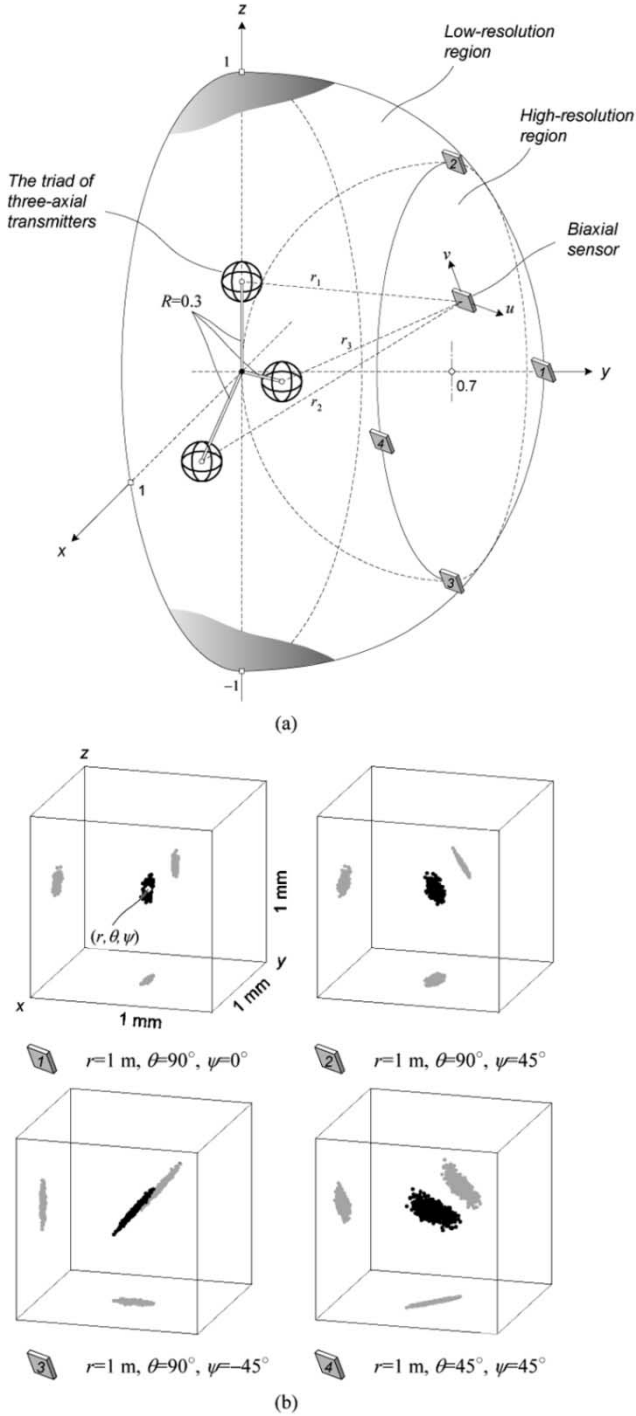 z
1
Low-resolution
region
High-resolution
region
2
The triad of
three-axial
transmitters
v
Biaxial
sensor
r₁
u
R=0.3
r₃
1
y
0.7
r₂
4
1
x
3
−1
(a)
z
1 mm
(r, θ, ψ)
y
x
1 mm
1 mm
1
r=1 m, θ=90°, ψ=0°
2
r=1 m, θ=90°, ψ=45°
3
r=1 m, θ=90°, ψ=−45°
4
r=1 m, θ=45°, ψ=45°
(b)